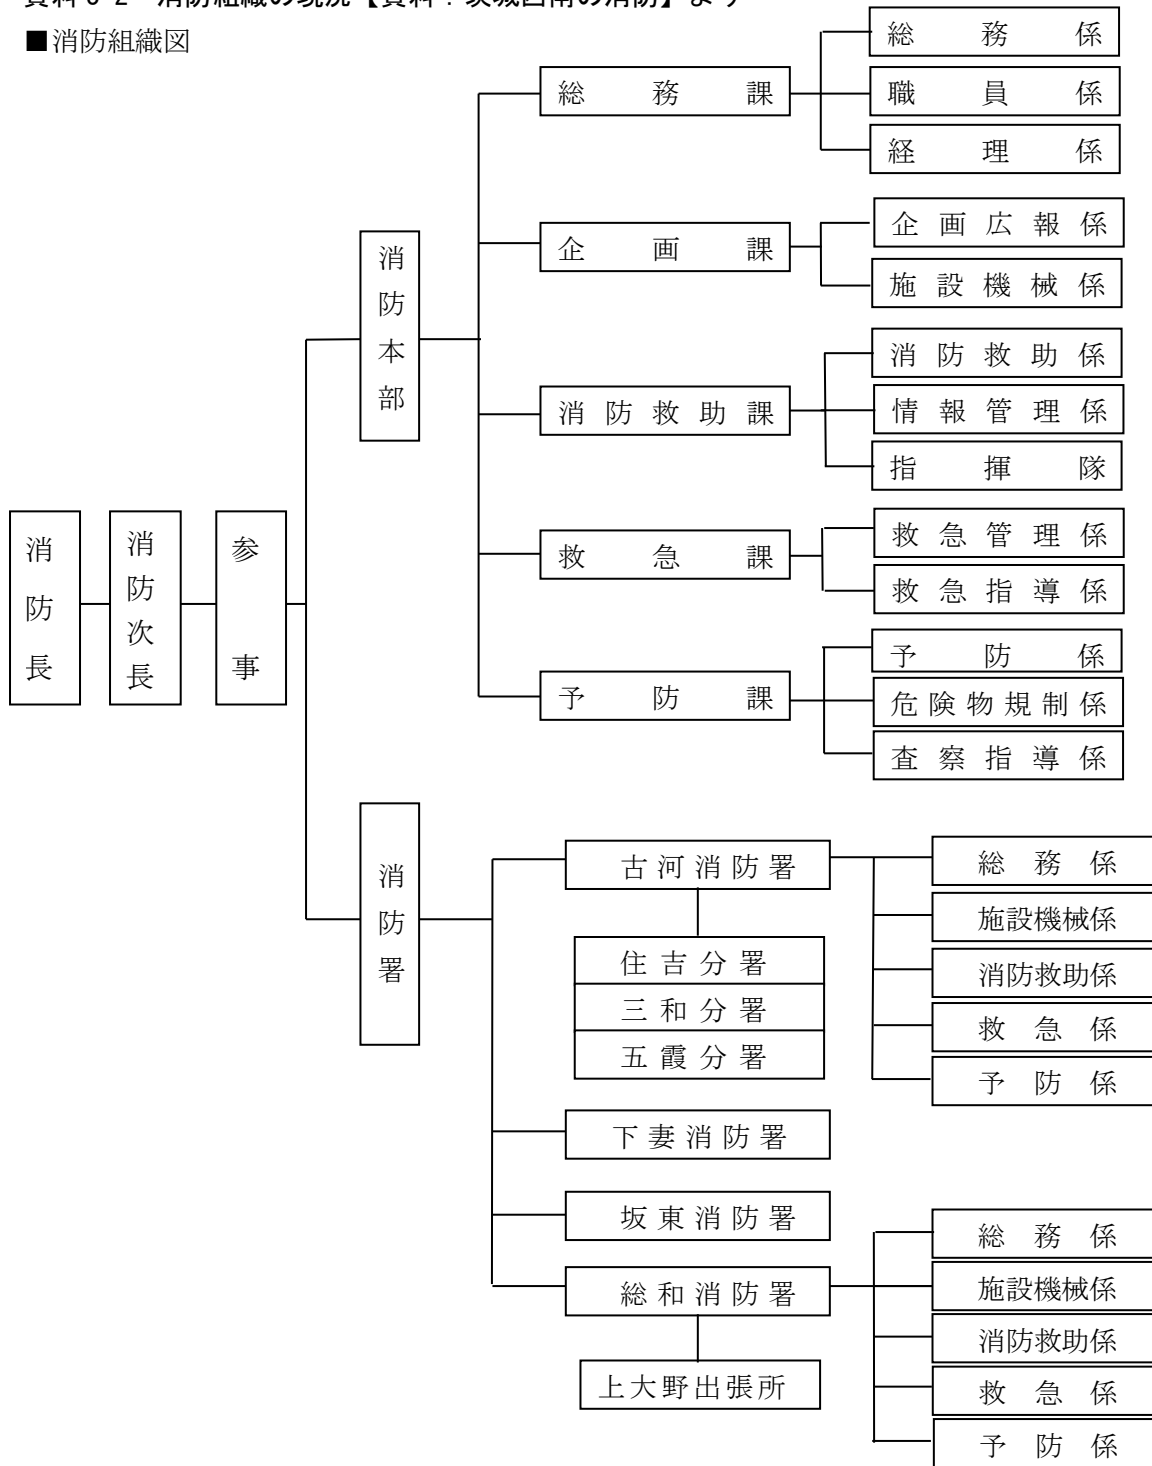 ■消防組織図
消防長
消防次長
参事
消防本部
総務課
総務係
職員係
経理係
企画課
企画広報係
施設機械係
消防救助課
消防救助係
情報管理係
指揮隊
救急課
救急管理係
救急指導係
予防課
予防係
危険物規制係
査察指導係
消防署
古河消防署
住吉分署
三和分署
五霞分署
総務係
施設機械係
消防救助係
救急係
予防係
下妻消防署
坂東消防署
総和消防署
上大野出張所
総務係
施設機械係
消防救助係
救急係
予防係